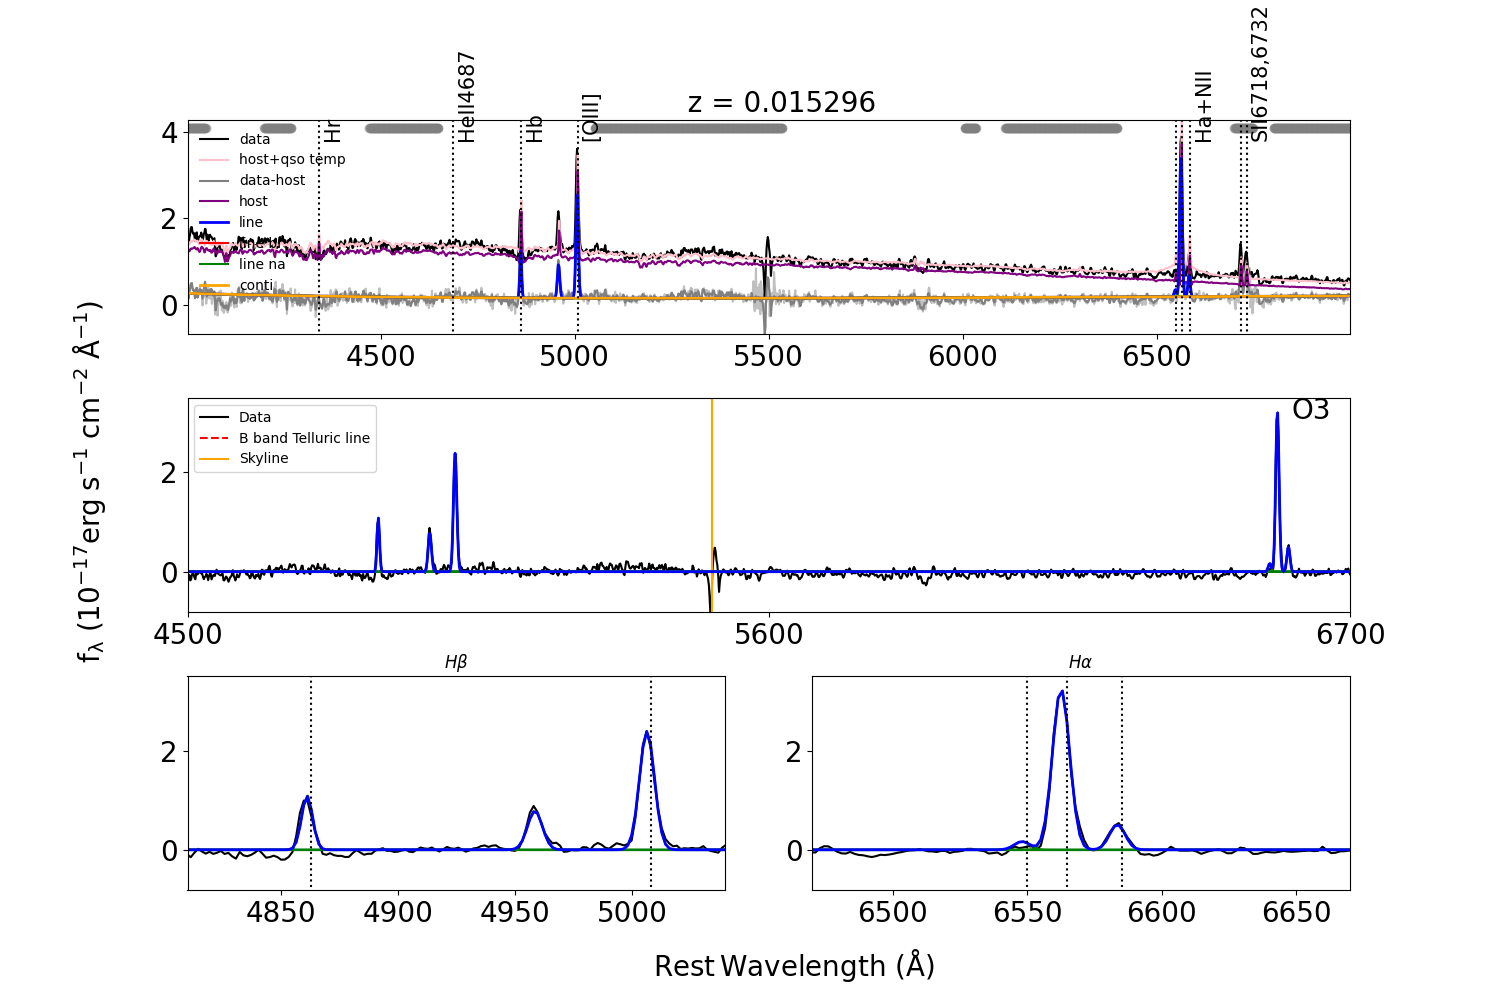 z = 0.015296
Hr
HeII4687
Hb
[OIII]
Ha+NII
SII6718,6732
data
host+qso temp
data-host
host
line
line na
conti
4
2
0
4500
5000
5500
6000
6500
Data
B band Telluric line
Skyline
O3
2
0
4500
5600
6700
fλ (10−17erg s−1 cm−2 Å−1)
Hβ
Hα
2
0
4850
4900
4950
5000
2
0
6500
6550
6600
6650
Rest Wavelength (Å)